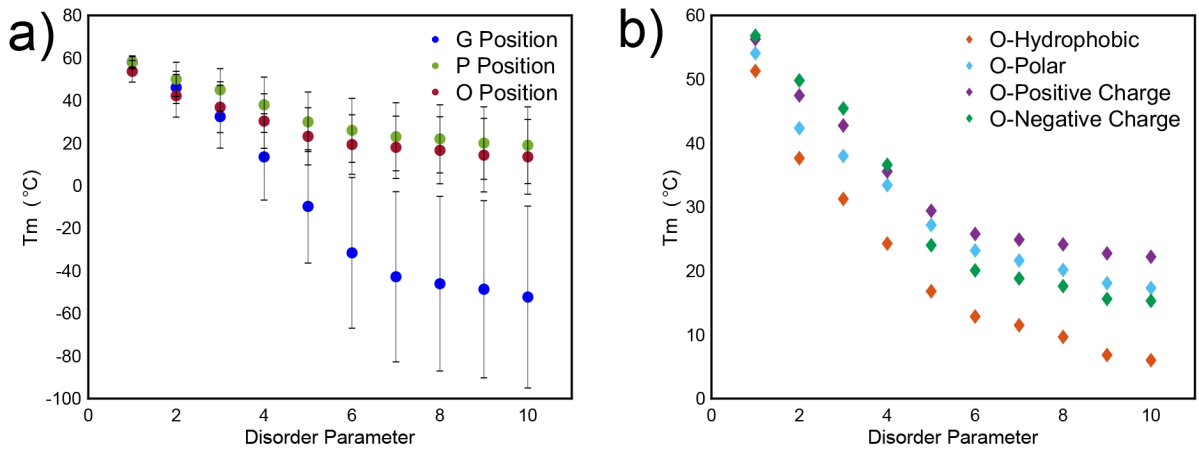 a)
80
60
40
20
0
-20
-40
-60
-80
-100
Tm (°C)
0 2 4 6 8 10
Disorder Parameter
G Position
P Position
O Position
b)
60
50
40
30
20
10
0
Tm (°C)
0 2 4 6 8 10
Disorder Parameter
O-Hydrophobic
O-Polar
O-Positive Charge
O-Negative Charge